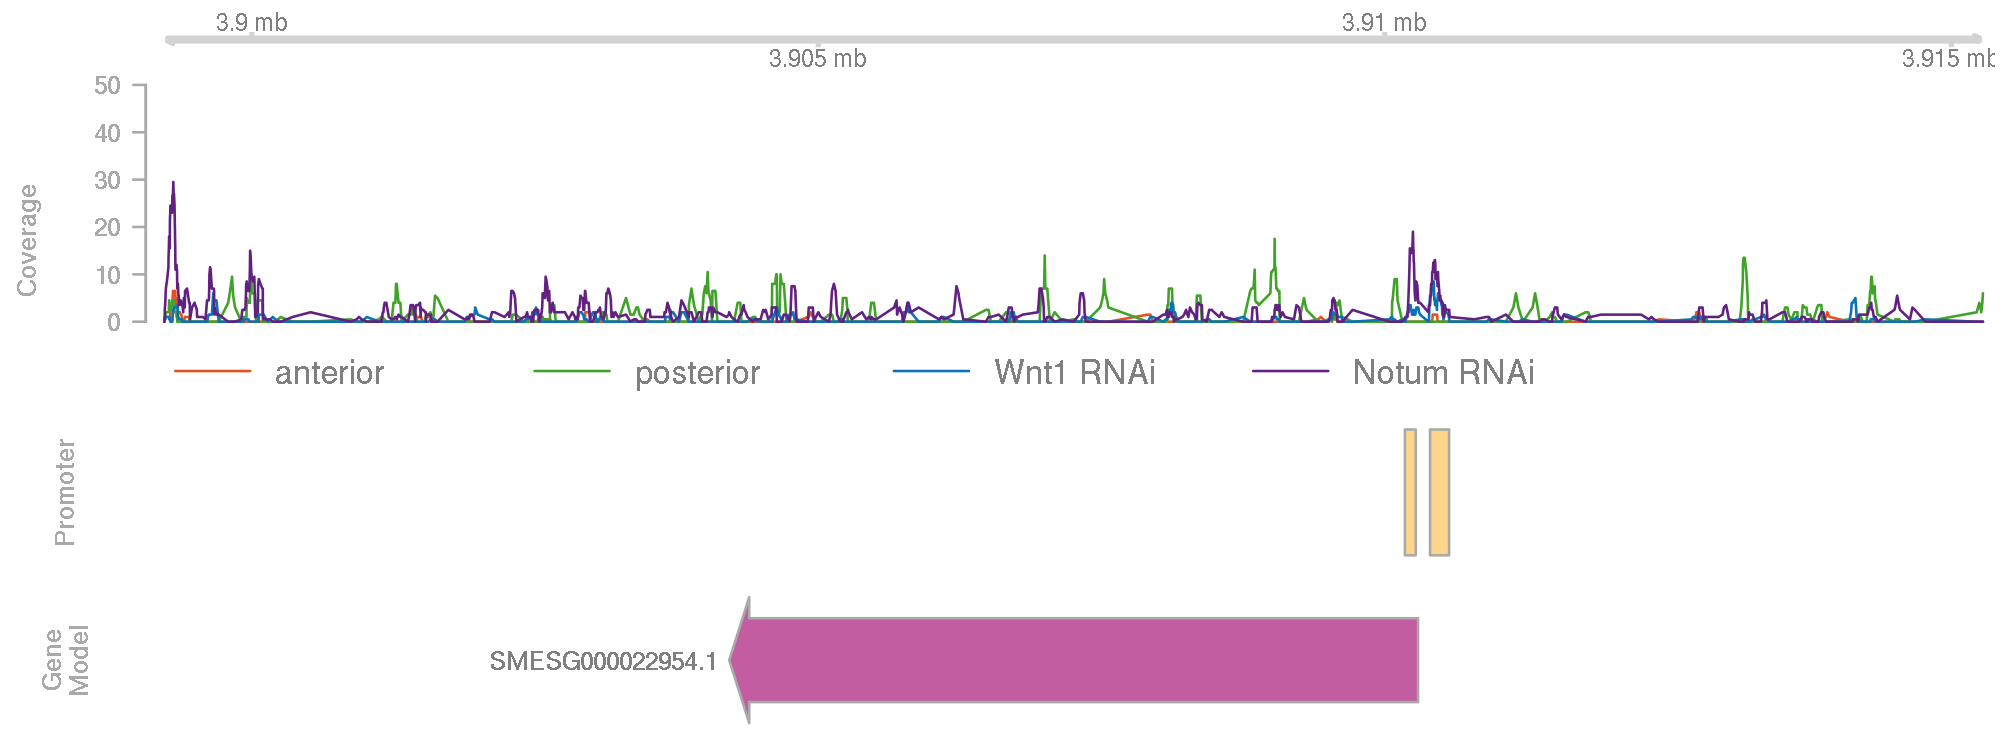 3.9 mb
3.91 mb
3.905 mb
3.915 mb
50
40
30
20
10
0
Coverage
anterior
posterior
Wnt1 RNAi
Notum RNAi
Promoter
Gene
Model
SMESG000022954.1